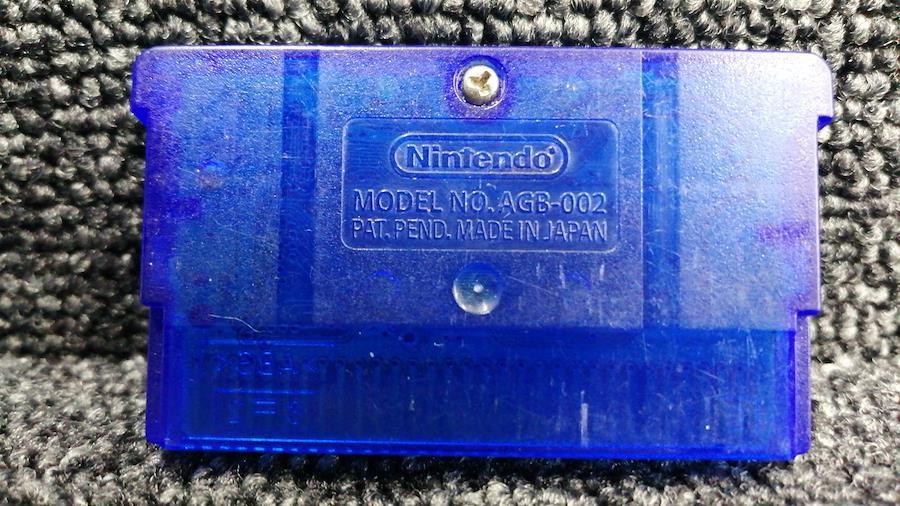 Nintendo
MODEL NO. AGB-002
PAT. PEND. MADE IN JAPAN